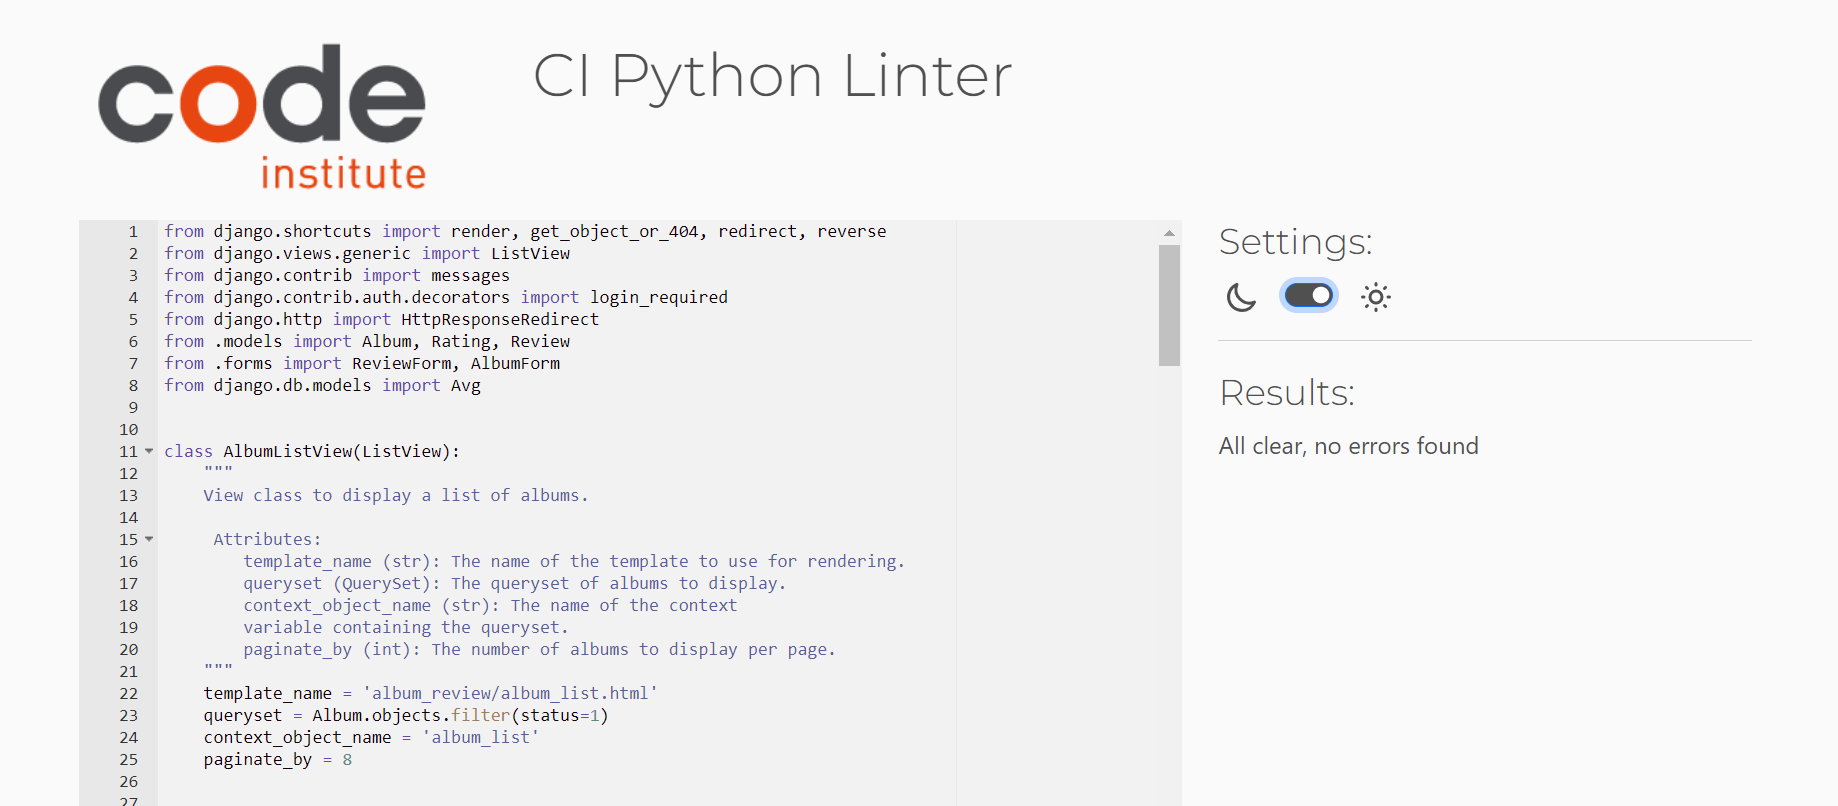 code
institute
CI Python Linter
1 from django.shortcuts import render, get_object_or_404, redirect, reverse
2 from django.views.generic import ListView
3 from django.contrib import messages
4 from django.contrib.auth.decorators import login_required
5 from django.http import HttpResponseRedirect
6 from .models import Album, Rating, Review
7 from .forms import ReviewForm, AlbumForm
8 from django.db.models import Avg
9
10
11 class AlbumListView(ListView):
12     """
13     View class to display a list of albums.
14
15      Attributes:
16         template_name (str): The name of the template to use for rendering.
17         queryset (QuerySet): The queryset of albums to display.
18         context_object_name (str): The name of the context
19         variable containing the queryset.
20         paginate_by (int): The number of albums to display per page.
21     """
22     template_name = 'album_review/album_list.html'
23     queryset = Album.objects.filter(status=1)
24     context_object_name = 'album_list'
25     paginate_by = 8
26
27
Settings:
Results:
All clear, no errors found